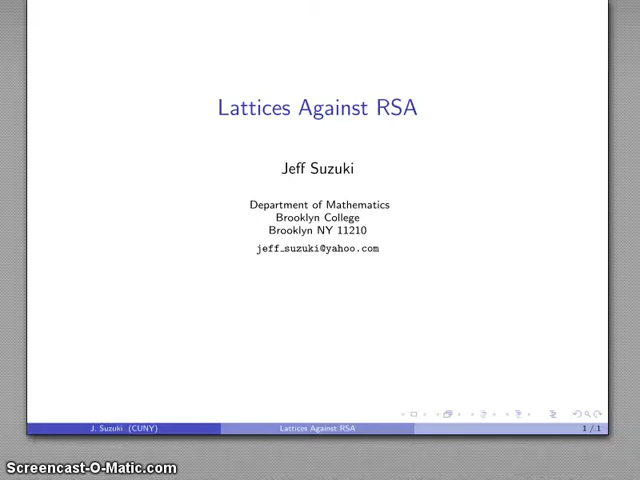 Lattices Against RSA
Jeff Suzuki
Department of Mathematics
Brooklyn College
Brooklyn NY 11210
jeff_suzuki@yahoo.com
J. Suzuki (CUNY)
Lattices Against RSA
1 / 1
Screencast-O-Matic.com